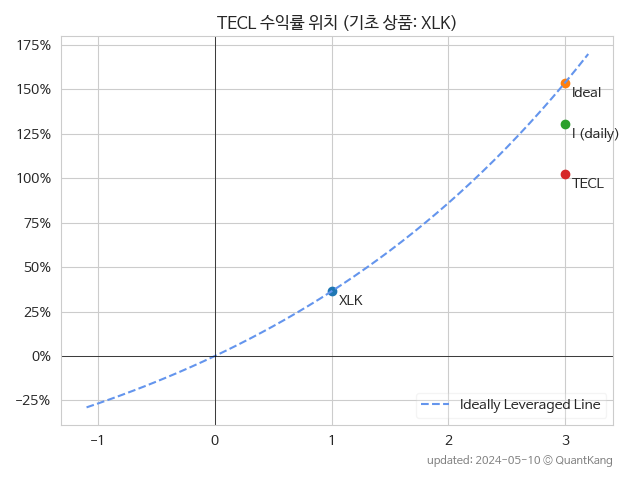 TECL 수익률 위치 (기초 상품: XLK)
175%
150%
125%
100%
75%
50%
25%
0%
−25%
Ideal
I (daily)
TECL
XLK
Ideally Leveraged Line
−1
0
1
2
3
updated: 2024-05-10 © QuantKang